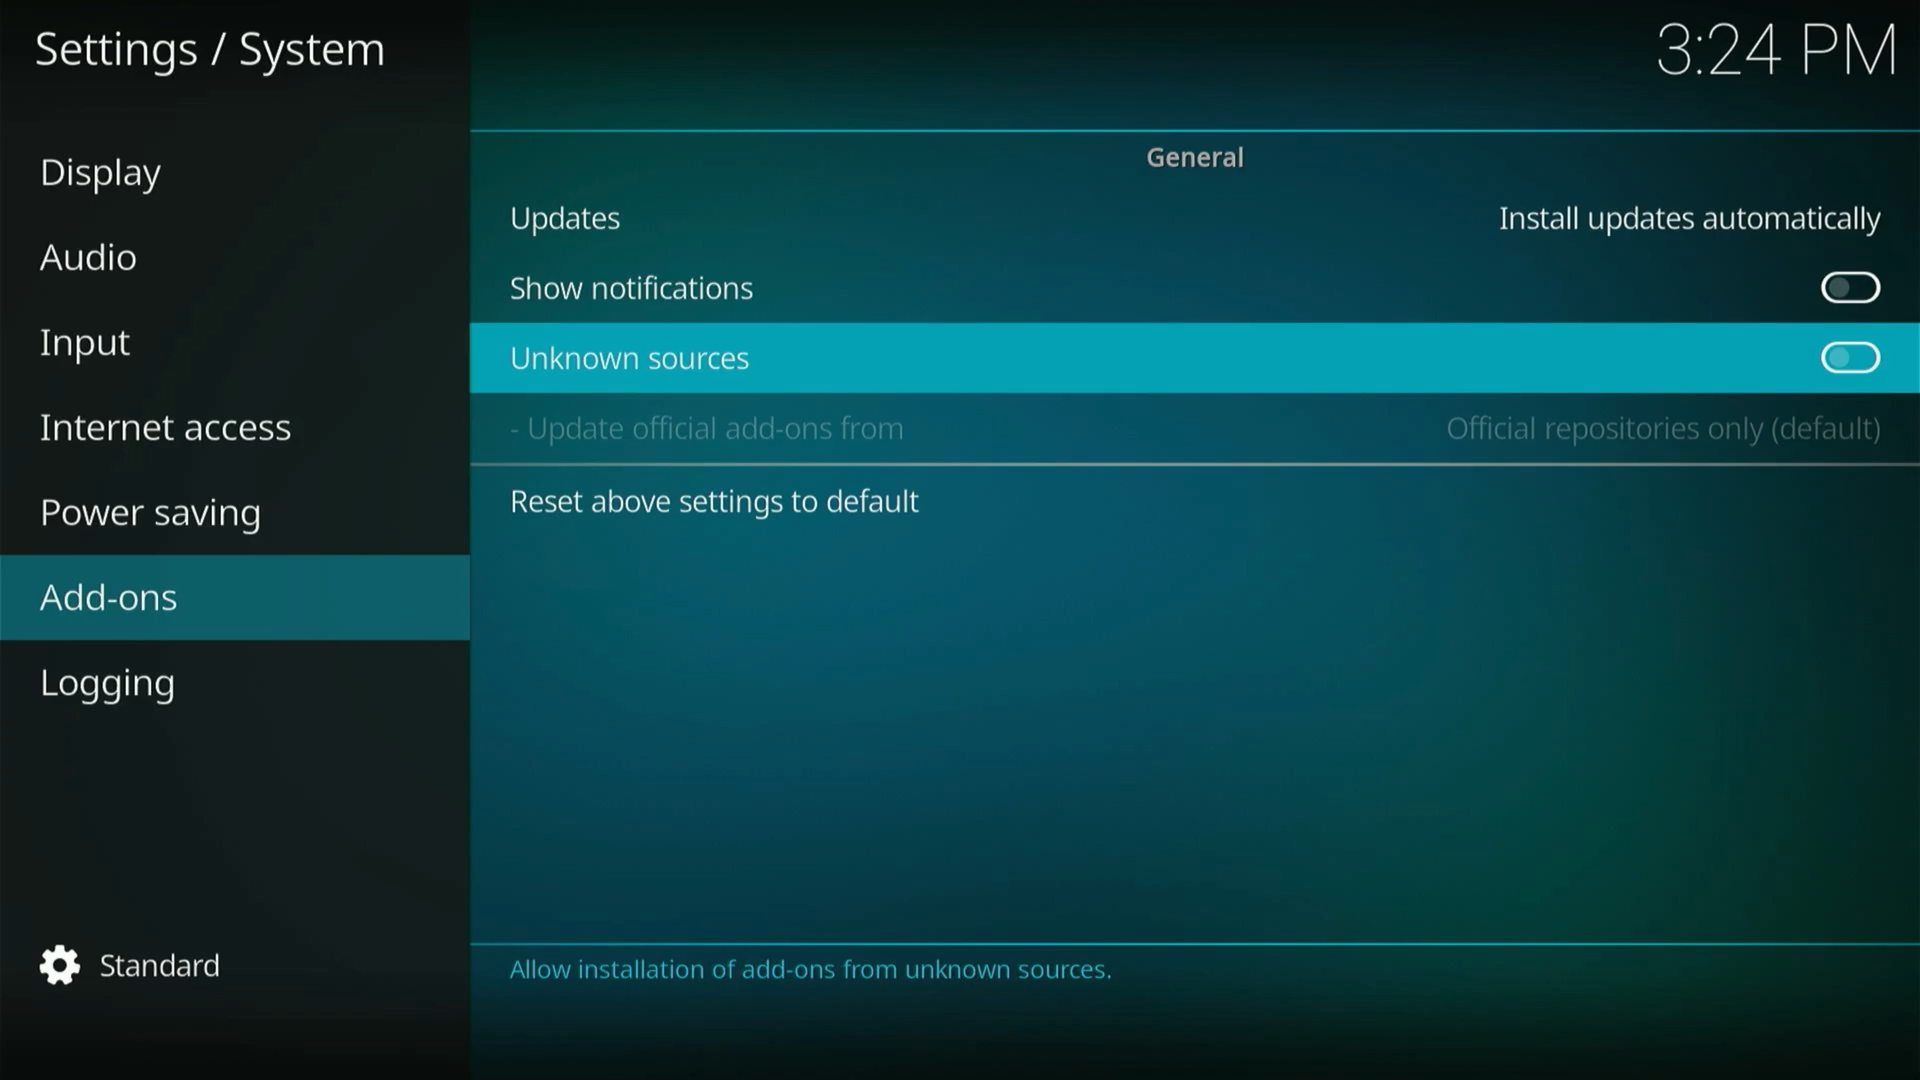 Settings / System
3:24 PM
Display
Audio
Input
Internet access
Power saving
Add-ons
Logging
Standard
General
Updates Install updates automatically
Show notifications
Unknown sources
- Update official add-ons from Official repositories only (default)
Reset above settings to default
Allow installation of add-ons from unknown sources.